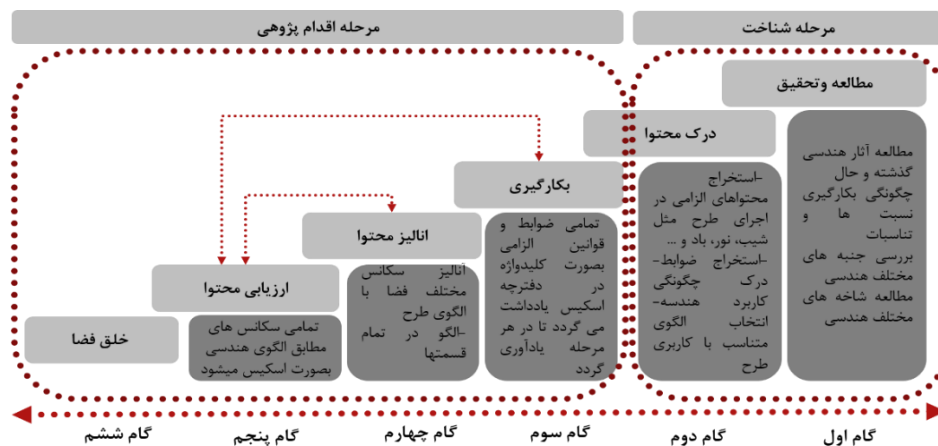 مرحله شناخت
مرحله اقدام پژوهی
مطالعه وتحقیق
مطالعه آثار هندسی
گذشته و حال
چگونگی بکارگیری
نسبت ها و
تناسبات
بررسی جنبه های
مختلف هندسی
مطالعه شاخه های
مختلف هندسی
درک محتوا
-استخراج
محتواهای الزامی در
اجرای طرح مثل
شیب، نور، باد و ...
-استخراج ضوابط-
درک چگونگی
کاربرد هندسه-
انتخاب الگوی
متناسب با کاربری
طرح
بکارگیری
تمامی ضوابط و
قوانین الزامی
بصورت کلیدواژه
در دفترچه
اسکیس یادداشت
می گردد تا در هر
مرحله یادآوری
گردد
انالیز محتوا
آنالیز سکانس
مختلف فضا با
الگوی طرح
-الگو در تمام
قسمتها
ارزیابی محتوا
تمامی سکانس های
مطابق الگوی هندسی
بصورت اسکیس میشود
خلق فضا
گام اول
گام دوم
گام سوم
گام چهارم
گام پنجم
گام ششم